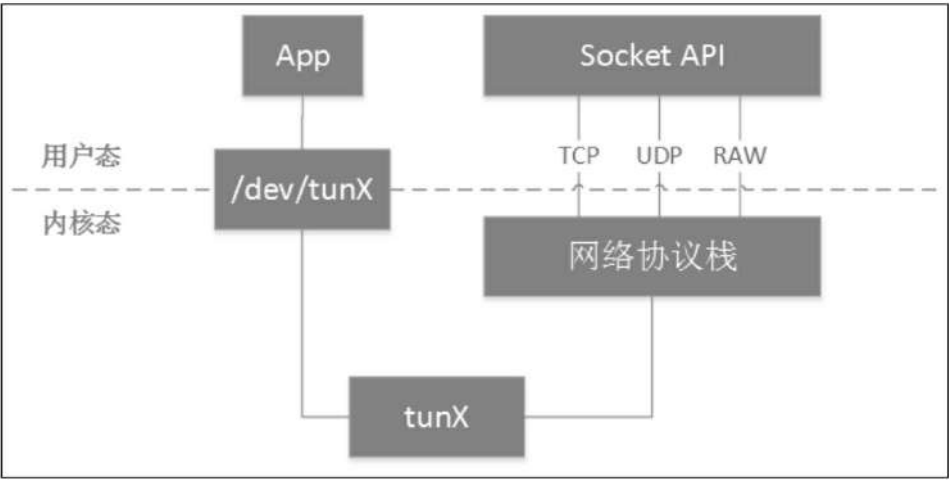 App
Socket API
用户态
TCP
UDP
RAW
/dev/tunX
内核态
网络协议栈
tunX